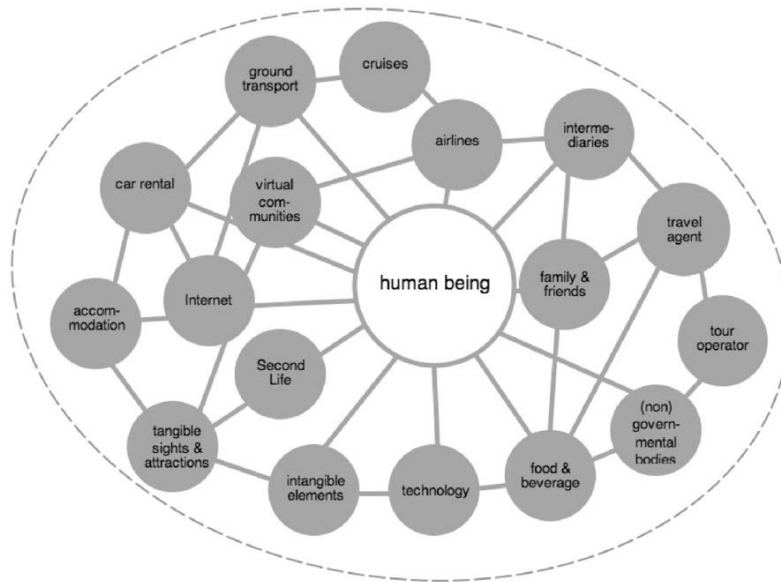 cruises
ground
transport
interme-
diaries
airlines
car rental
virtual
com-
munities
travel
agent
human being
family &
friends
Internet
accom-
modation
tour
operator
Second
Life
(non)
govern-
mental
bodies
tangible
sights &
attractions
food &
beverage
intangible
elements
technology